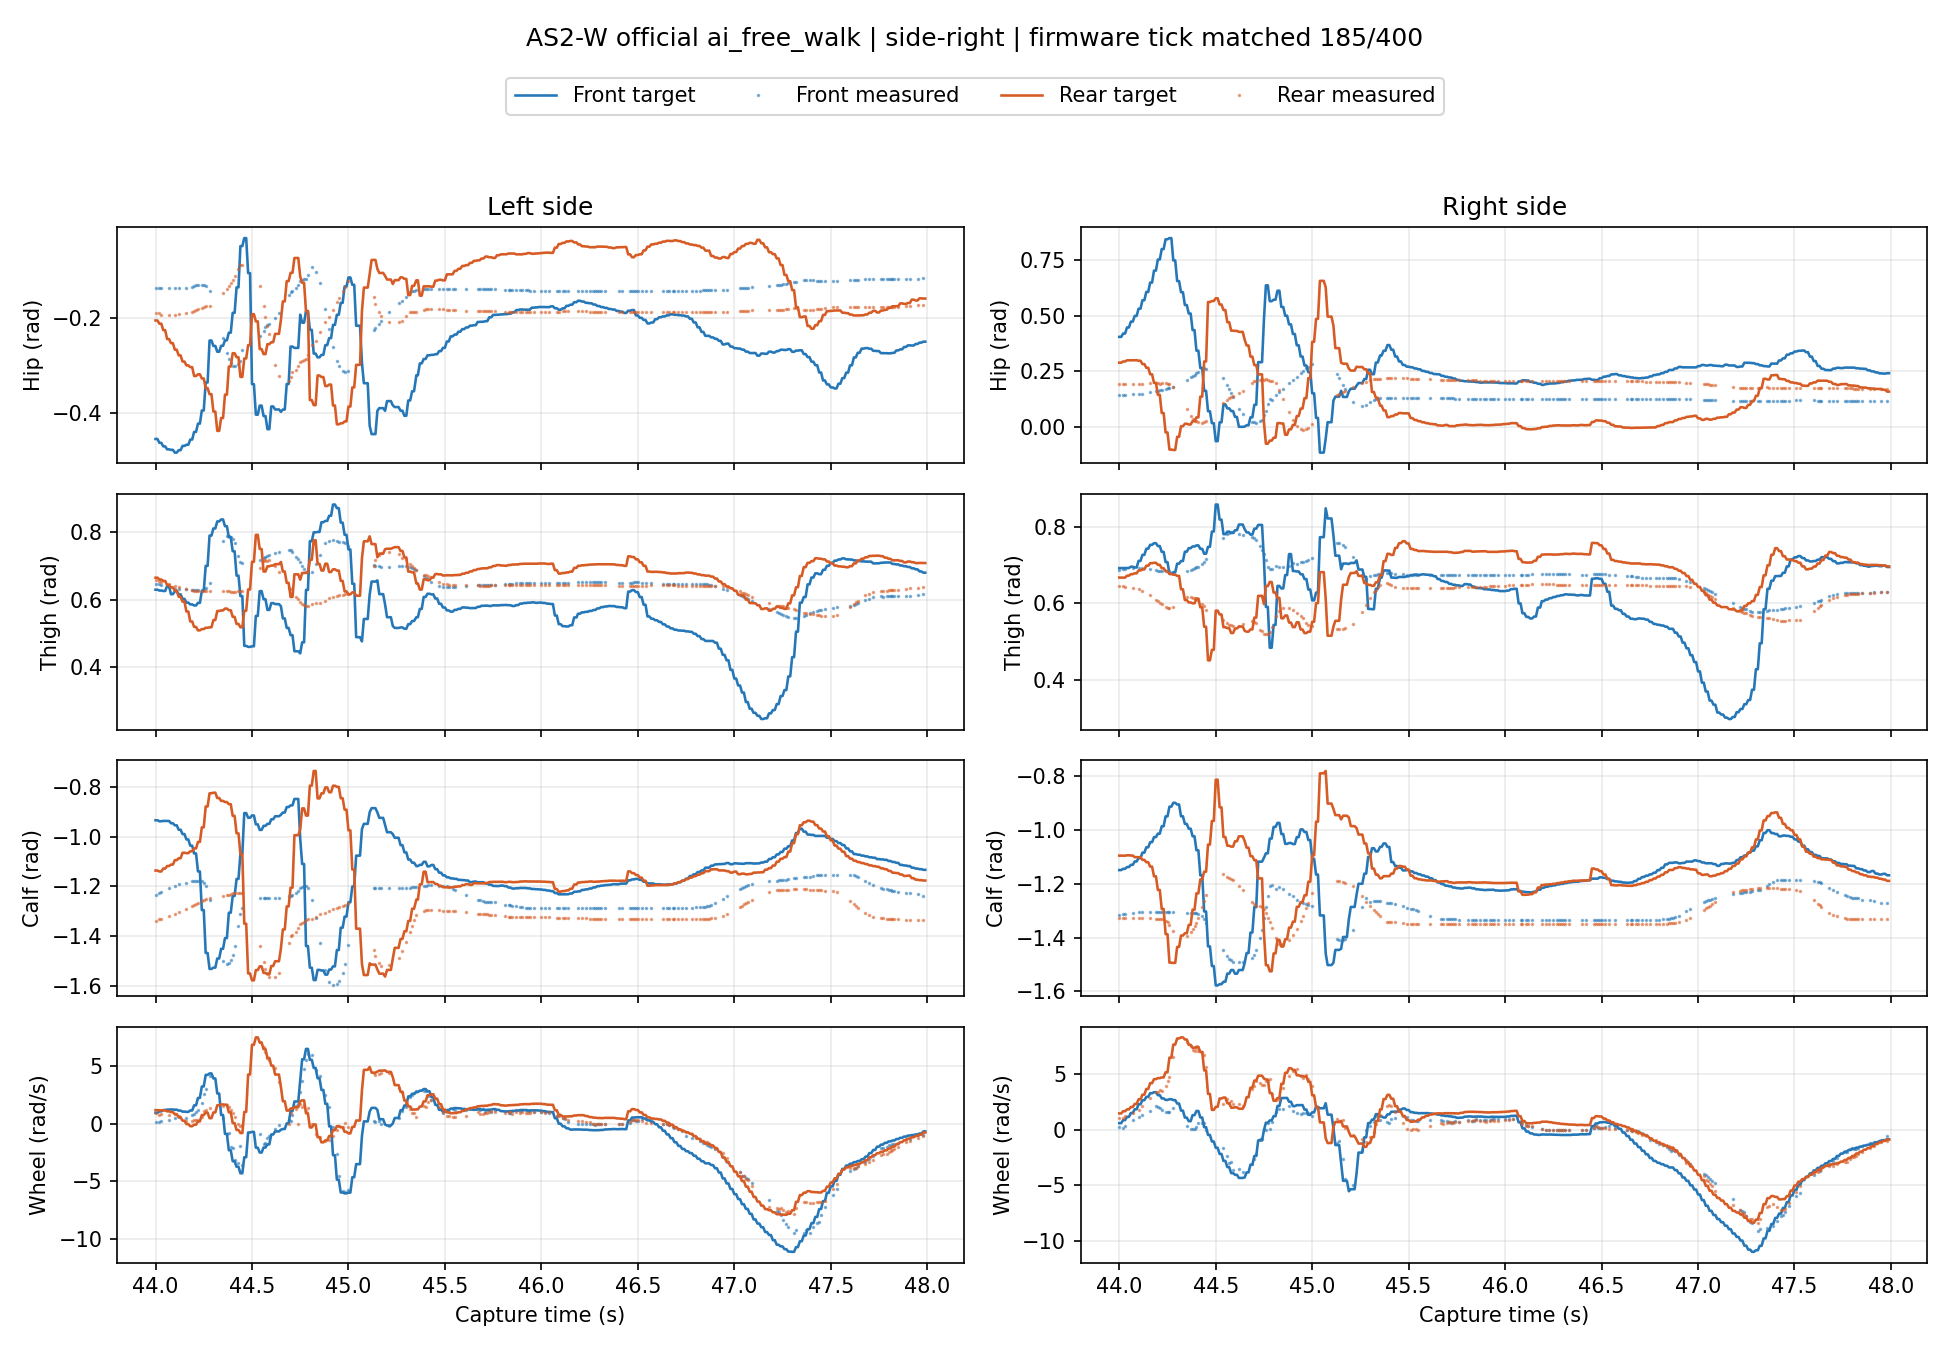 AS2-W official ai_free_walk | side-right | firmware tick matched 185/400
Front target Front measured Rear target Rear measured
Left side
Right side
Hip (rad)
−0.2
−0.4
Hip (rad)
0.75
0.50
0.25
0.00
Thigh (rad)
0.8
0.6
0.4
Thigh (rad)
0.8
0.6
0.4
Calf (rad)
−0.8
−1.0
−1.2
−1.4
−1.6
Calf (rad)
−0.8
−1.0
−1.2
−1.4
−1.6
Wheel (rad/s)
5
0
−5
−10
Wheel (rad/s)
5
0
−5
−10
44.0 44.5 45.0 45.5 46.0 46.5 47.0 47.5 48.0
Capture time (s)
44.0 44.5 45.0 45.5 46.0 46.5 47.0 47.5 48.0
Capture time (s)